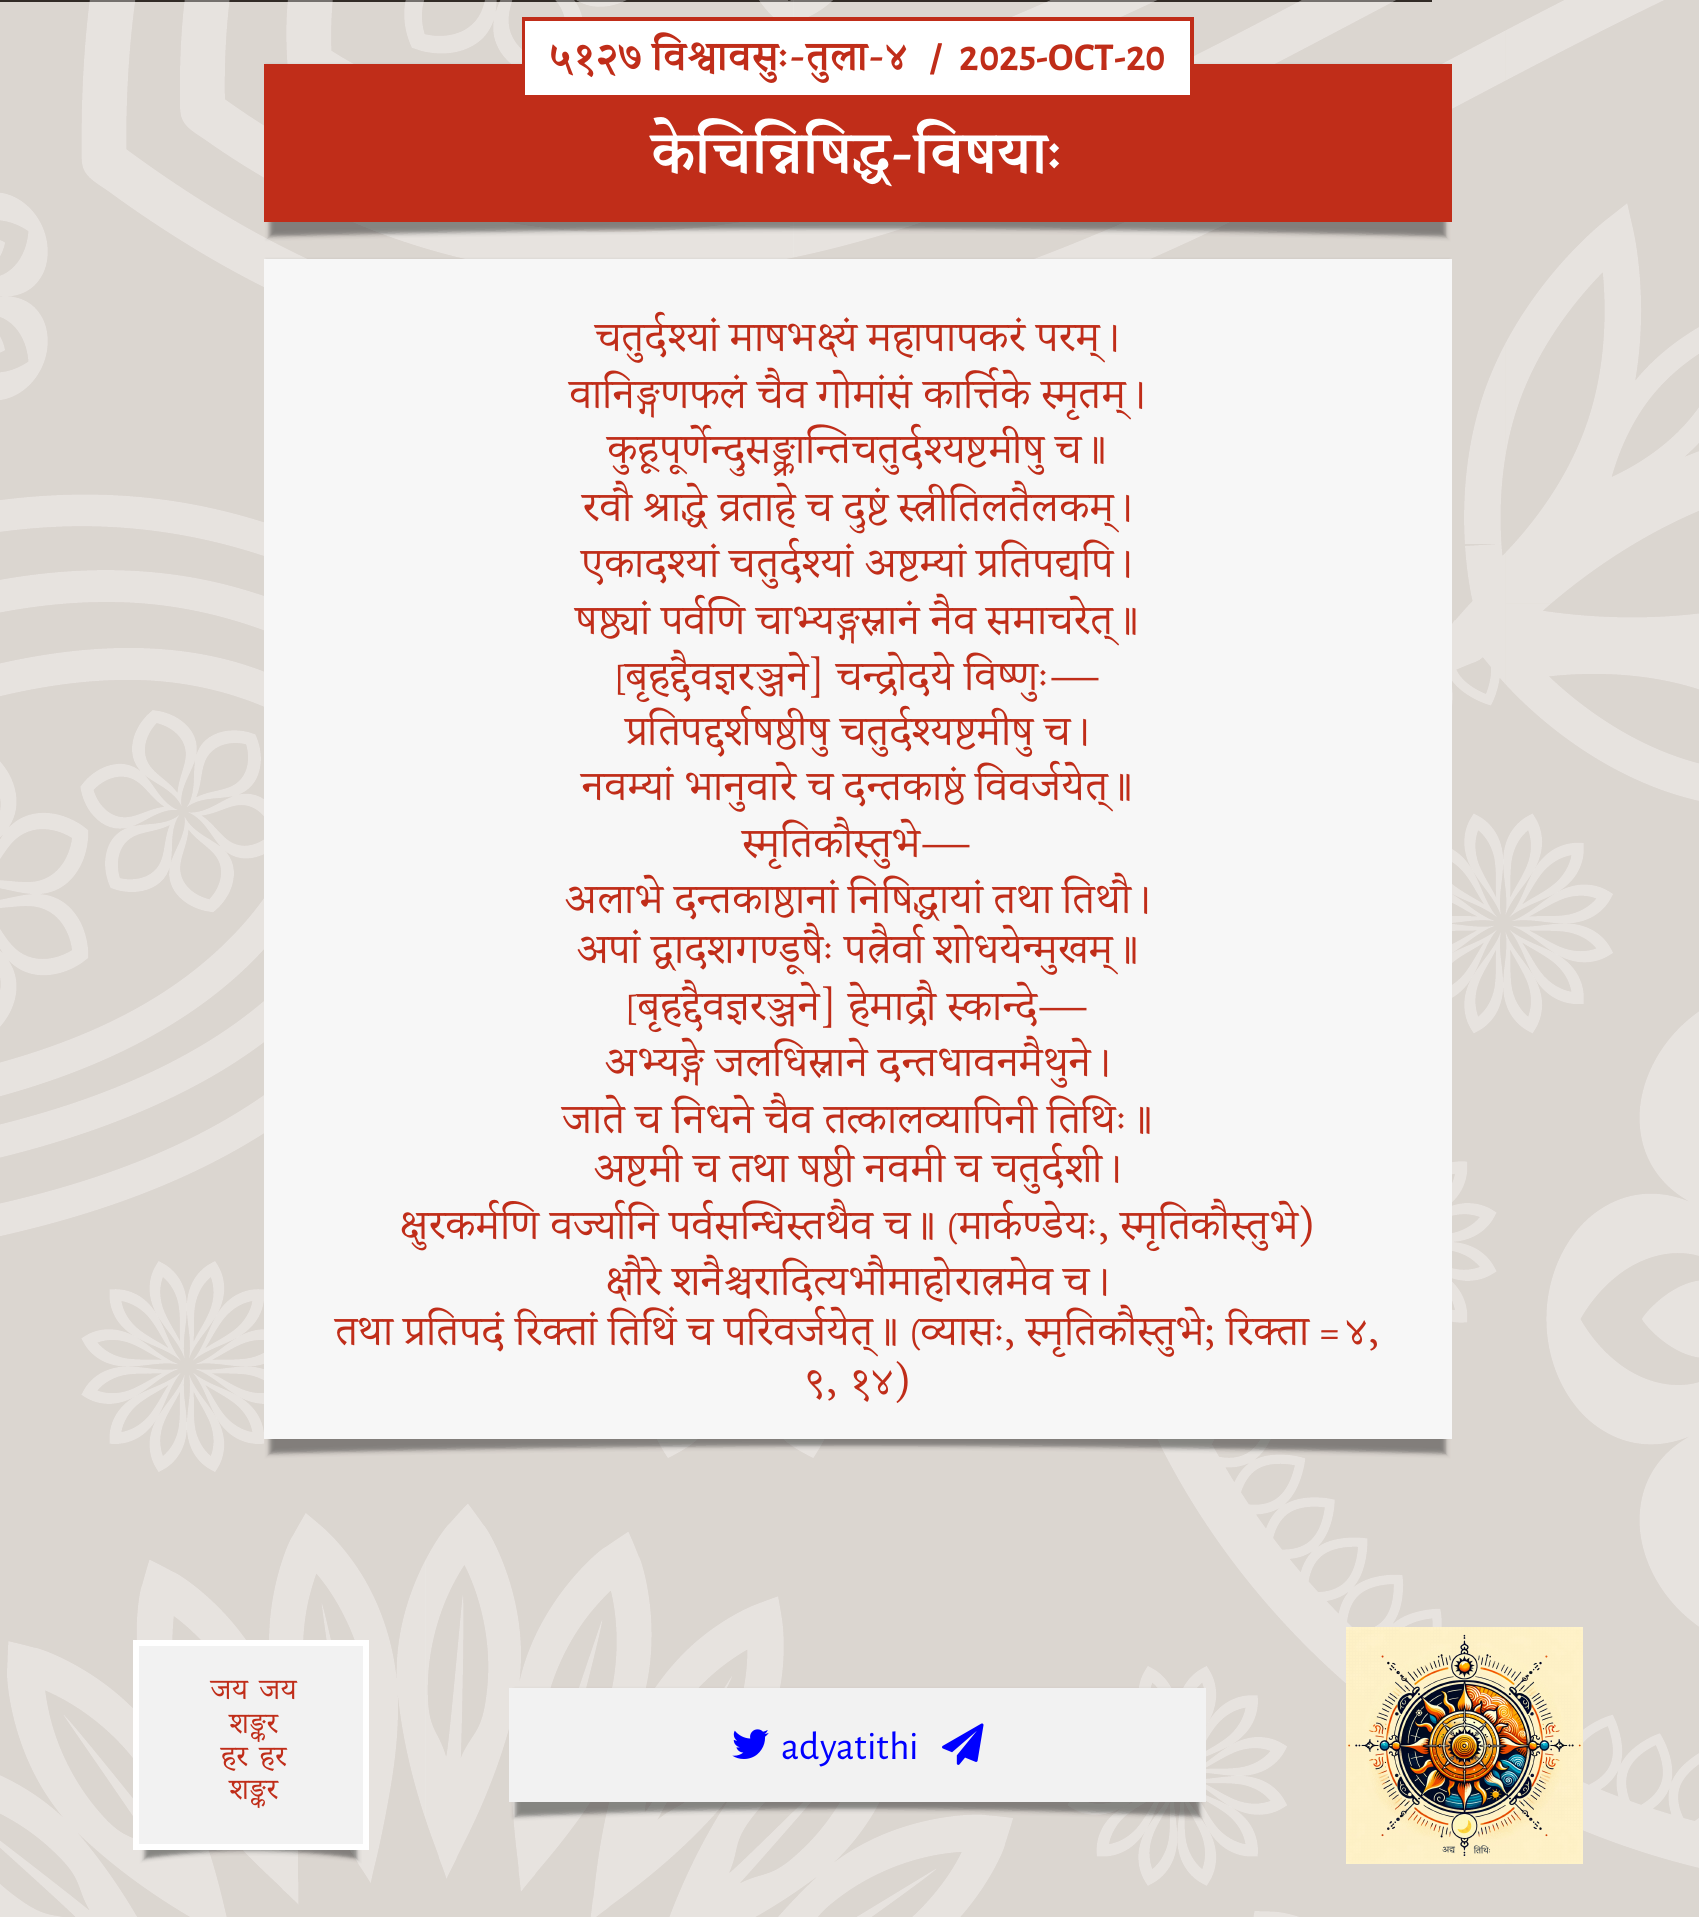 ५१२७ विश्वावसुः-तुला-४ / 2025-OCT-20
केचिन्निषिद्ध-विषयाः
चतुर्दश्यां माषभक्ष्यं महापापकरं परम्।
वानिङ्गणफलं चैव गोमांसं कार्त्तिके स्मृतम्।
कुहूपूर्णेन्दुसङ्क्रान्तिचतुर्दश्यष्टमीषु च॥
रवौ श्राद्धे व्रताहे च दुष्टं स्त्रीतिलतैलकम्।
एकादश्यां चतुर्दश्यां अष्टम्यां प्रतिपद्यपि।
षष्ठ्यां पर्वणि चाभ्यङ्गस्नानं नैव समाचरेत्॥
[बृहद्दैवज्ञरञ्जने] चन्द्रोदये विष्णुः—
प्रतिपद्दर्शषष्ठीषु चतुर्दश्यष्टमीषु च।
नवम्यां भानुवारे च दन्तकाष्ठं विवर्जयेत्॥
स्मृतिकौस्तुभे—
अलाभे दन्तकाष्ठानां निषिद्धायां तथा तिथौ।
अपां द्वादशगण्डूषैः पत्रैर्वा शोधयेन्मुखम्॥
[बृहद्दैवज्ञरञ्जने] हेमाद्रौ स्कान्दे—
अभ्यङ्गे जलधिस्नाने दन्तधावनमैथुने।
जाते च निधने चैव तत्कालव्यापिनी तिथिः॥
अष्टमी च तथा षष्ठी नवमी च चतुर्दशी।
क्षुरकर्मणि वर्ज्यानि पर्वसन्धिस्तथैव च॥ (मार्कण्डेयः, स्मृतिकौस्तुभे)
क्षौरे शनैश्चरादित्यभौमाहोरात्रमेव च।
तथा प्रतिपदं रिक्तां तिथिं च परिवर्जयेत्॥ (व्यासः, स्मृतिकौस्तुभे; रिक्ता = ४,
९, १४)
जय जय
शङ्कर
हर हर
शङ्कर
adyatithi
अद्य तिथिः